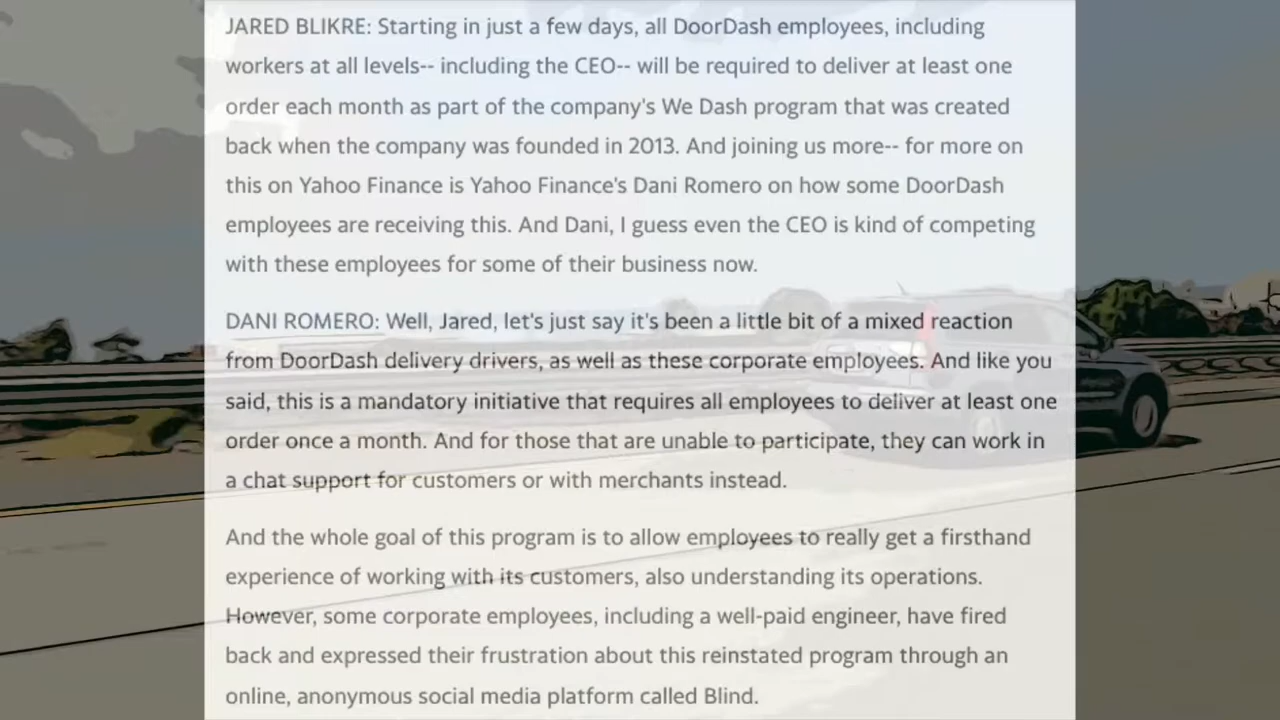 JARED BLIKRE: Starting in just a few days, all DoorDash employees, including
workers at all levels-- including the CEO-- will be required to deliver at least one
order each month as part of the company's We Dash program that was created
back when the company was founded in 2013. And joining us more-- for more on
this on Yahoo Finance is Yahoo Finance's Dani Romero on how some DoorDash
employees are receiving this. And Dani, I guess even the CEO is kind of competing
with these employees for some of their business now.
DANI ROMERO: Well, Jared, let's just say it's been a little bit of a mixed reaction
from DoorDash delivery drivers, as well as these corporate employees. And like you
said, this is a mandatory initiative that requires all employees to deliver at least one
order once a month. And for those that are unable to participate, they can work in
a chat support for customers or with merchants instead.
And the whole goal of this program is to allow employees to really get a firsthand
experience of working with its customers, also understanding its operations.
However, some corporate employees, including a well-paid engineer, have fired
back and expressed their frustration about this reinstated program through an
online, anonymous social media platform called Blind.